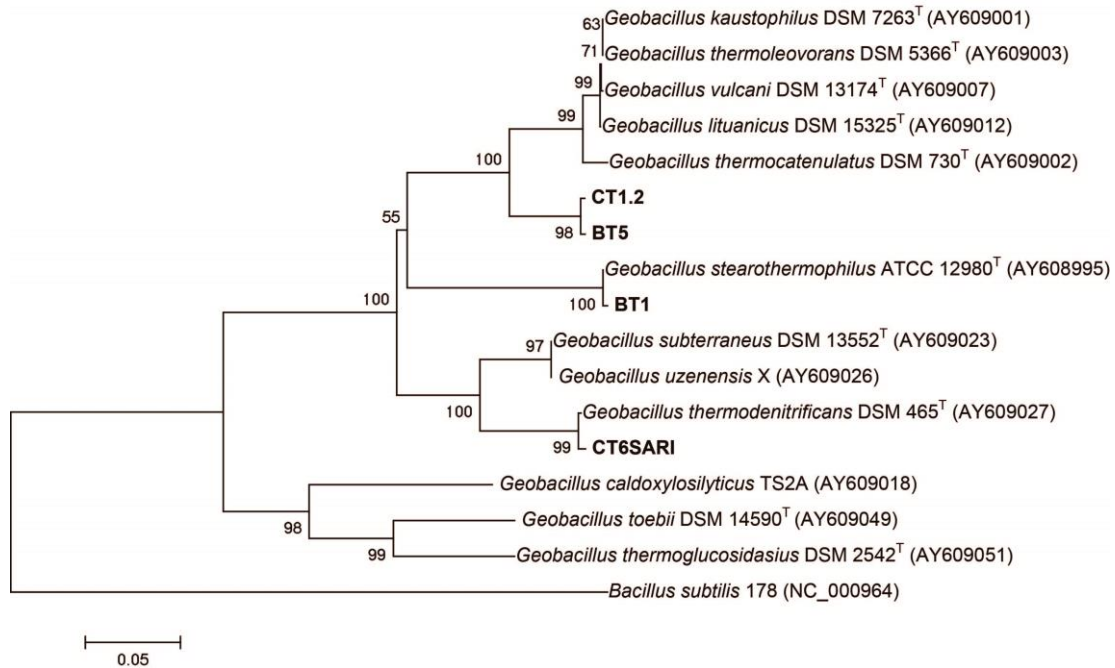 63
Geobacillus kaustophilus DSM 7263ᵀ (AY609001)
71
Geobacillus thermoleovorans DSM 5366ᵀ (AY609003)
99
Geobacillus vulcani DSM 13174ᵀ (AY609007)
99
Geobacillus lituanicus DSM 15325ᵀ (AY609012)
100
Geobacillus thermocatenulatus DSM 730ᵀ (AY609002)
CT1.2
55
98
BT5
Geobacillus stearothermophilus ATCC 12980ᵀ (AY608995)
100
100
BT1
97
Geobacillus subterraneus DSM 13552ᵀ (AY609023)
Geobacillus uzenensis X (AY609026)
100
Geobacillus thermodenitrificans DSM 465ᵀ (AY609027)
99
CT6SARI
Geobacillus caldoxylosilyticus TS2A (AY609018)
98
Geobacillus toebii DSM 14590ᵀ (AY609049)
99
Geobacillus thermoglucosidasius DSM 2542ᵀ (AY609051)
Bacillus subtilis 178 (NC_000964)
0.05